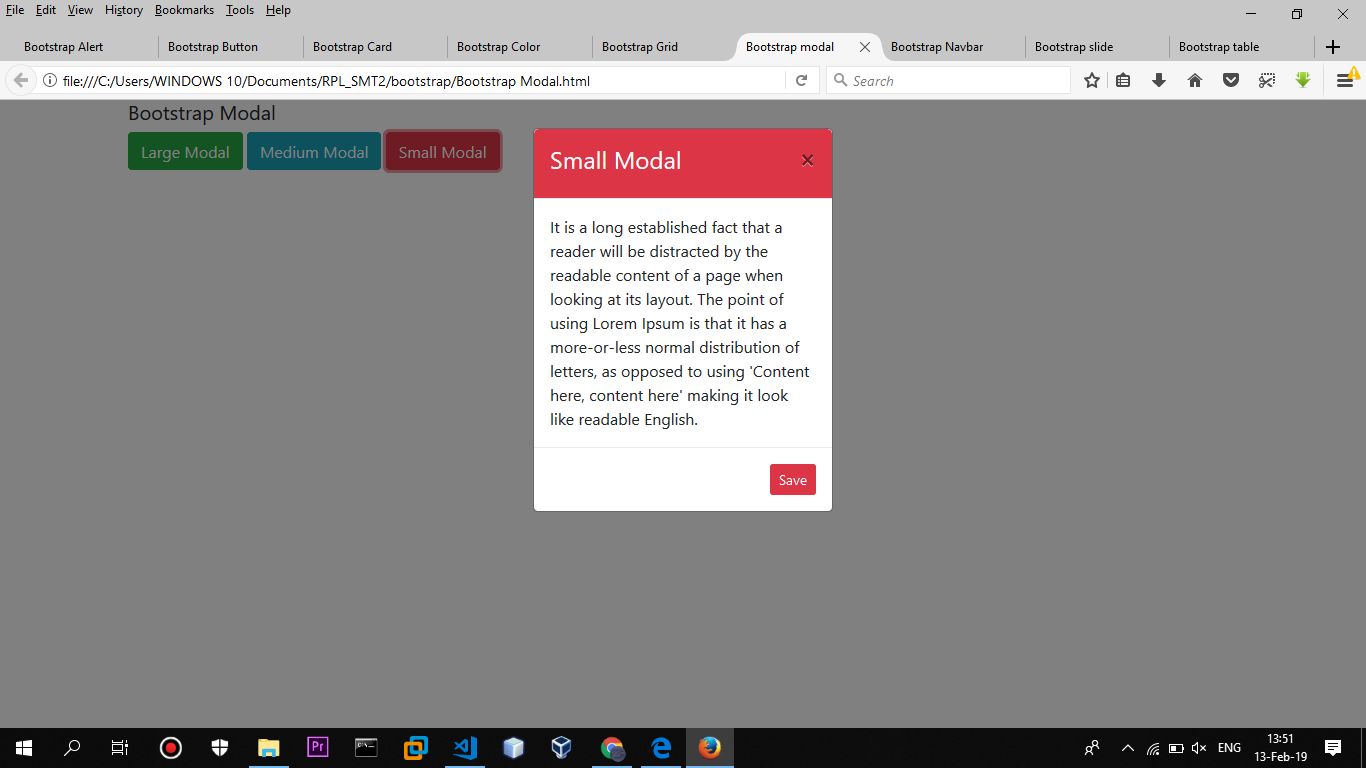 File Edit View History Bookmarks Tools Help
Bootstrap Alert Bootstrap Button Bootstrap Card Bootstrap Color Bootstrap Grid Bootstrap modal Bootstrap Navbar Bootstrap slide Bootstrap table
file:///C:/Users/WINDOWS 10/Documents/RPL_SMT2/bootstrap/Bootstrap Modal.html Search
Bootstrap Modal
Large Modal Medium Modal Small Modal
Small Modal ×
It is a long established fact that a
reader will be distracted by the
readable content of a page when
looking at its layout. The point of
using Lorem Ipsum is that it has a
more-or-less normal distribution of
letters, as opposed to using 'Content
here, content here' making it look
like readable English.
Save
Pr
ENG
13:51
13-Feb-19